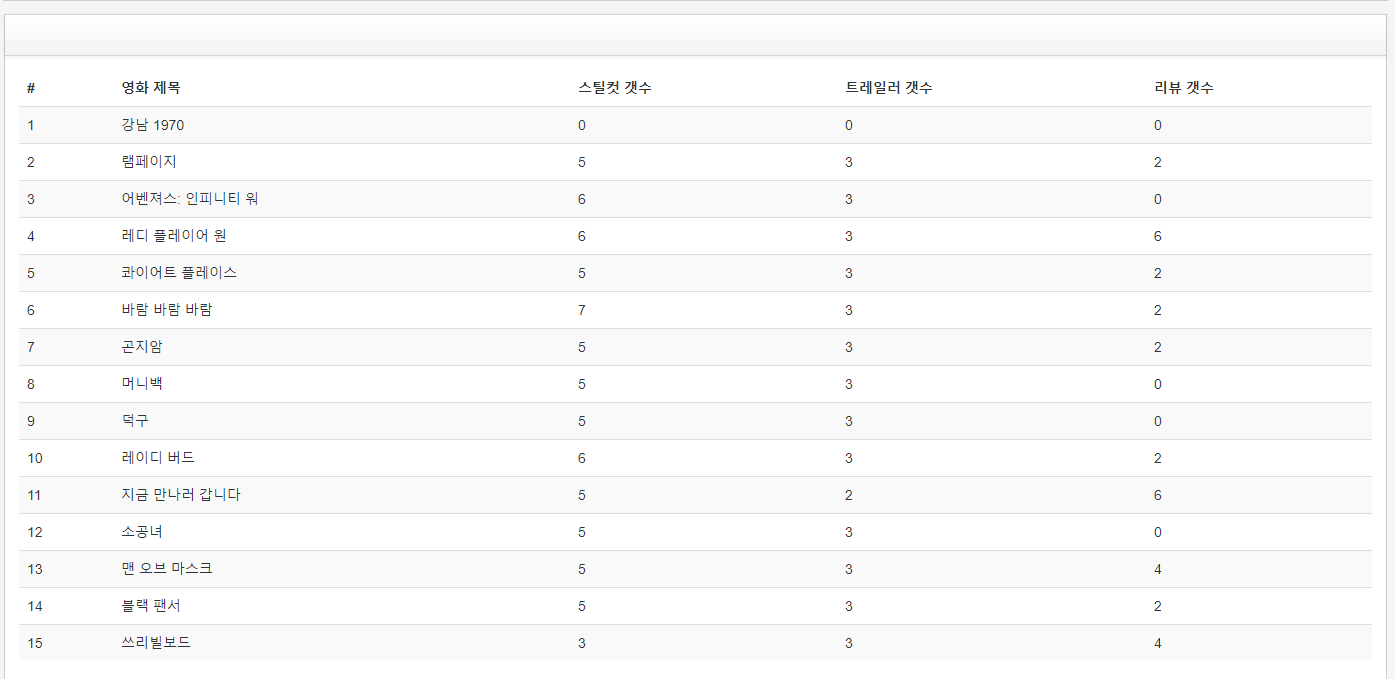 # 영화 제목 스틸컷 갯수 트레일러 갯수 리뷰 갯수
1 강남 1970 0 0 0
2 램페이지 5 3 2
3 어벤져스: 인피니티 워 6 3 0
4 레디 플레이어 원 6 3 6
5 콰이어트 플레이스 5 3 2
6 바람 바람 바람 7 3 2
7 곤지암 5 3 2
8 머니백 5 3 0
9 덕구 5 3 0
10 레이디 버드 6 3 2
11 지금 만나러 갑니다 5 2 6
12 소공녀 5 3 0
13 맨 오브 마스크 5 3 4
14 블랙 팬서 5 3 2
15 쓰리빌보드 3 3 4